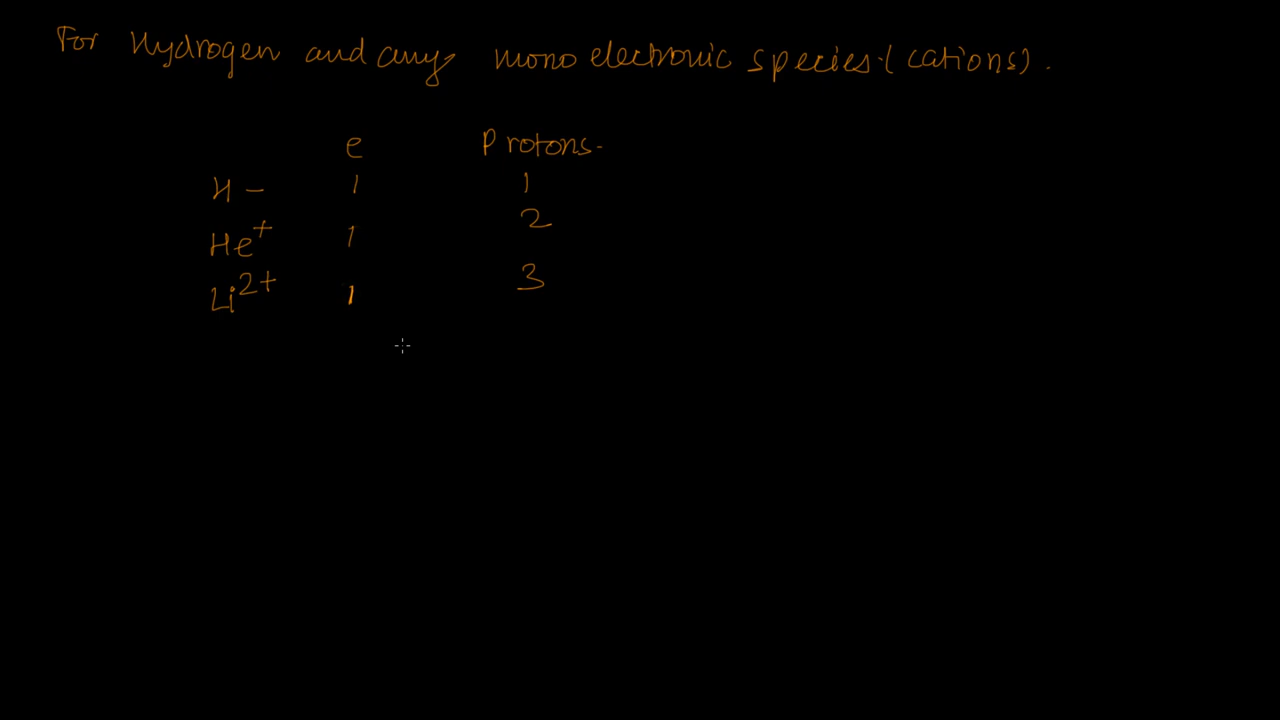 For Hydrogen and any mono electronic species (cations).
e Protons.
H – 1 1
He⁺ 1 2
Li²⁺ 1 3